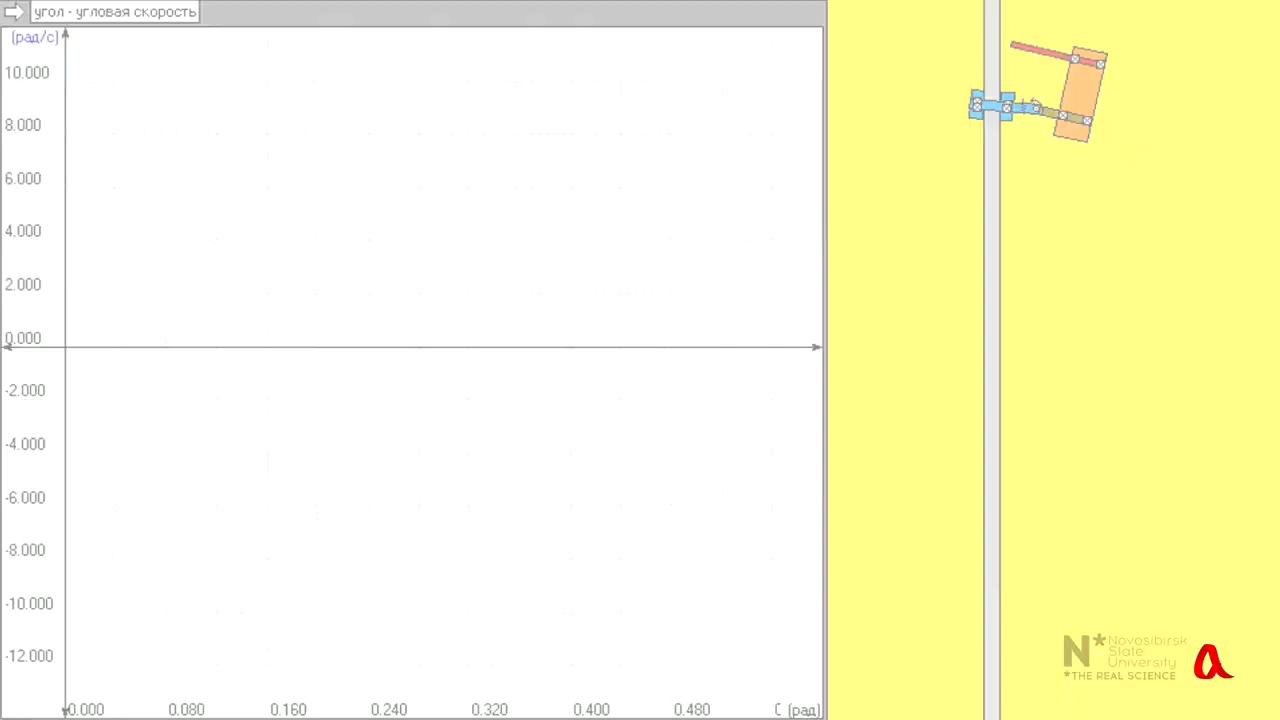 угол - угловая скорость
(рад/с)
10.000
8.000
6.000
4.000
2.000
0.000
-2.000
-4.000
-6.000
-8.000
-10.000
-12.000
0.000 0.080 0.160 0.240 0.320 0.400 0.480 (рад)
N* Novosibirsk
State
University
*THE REAL SCIENCE
a